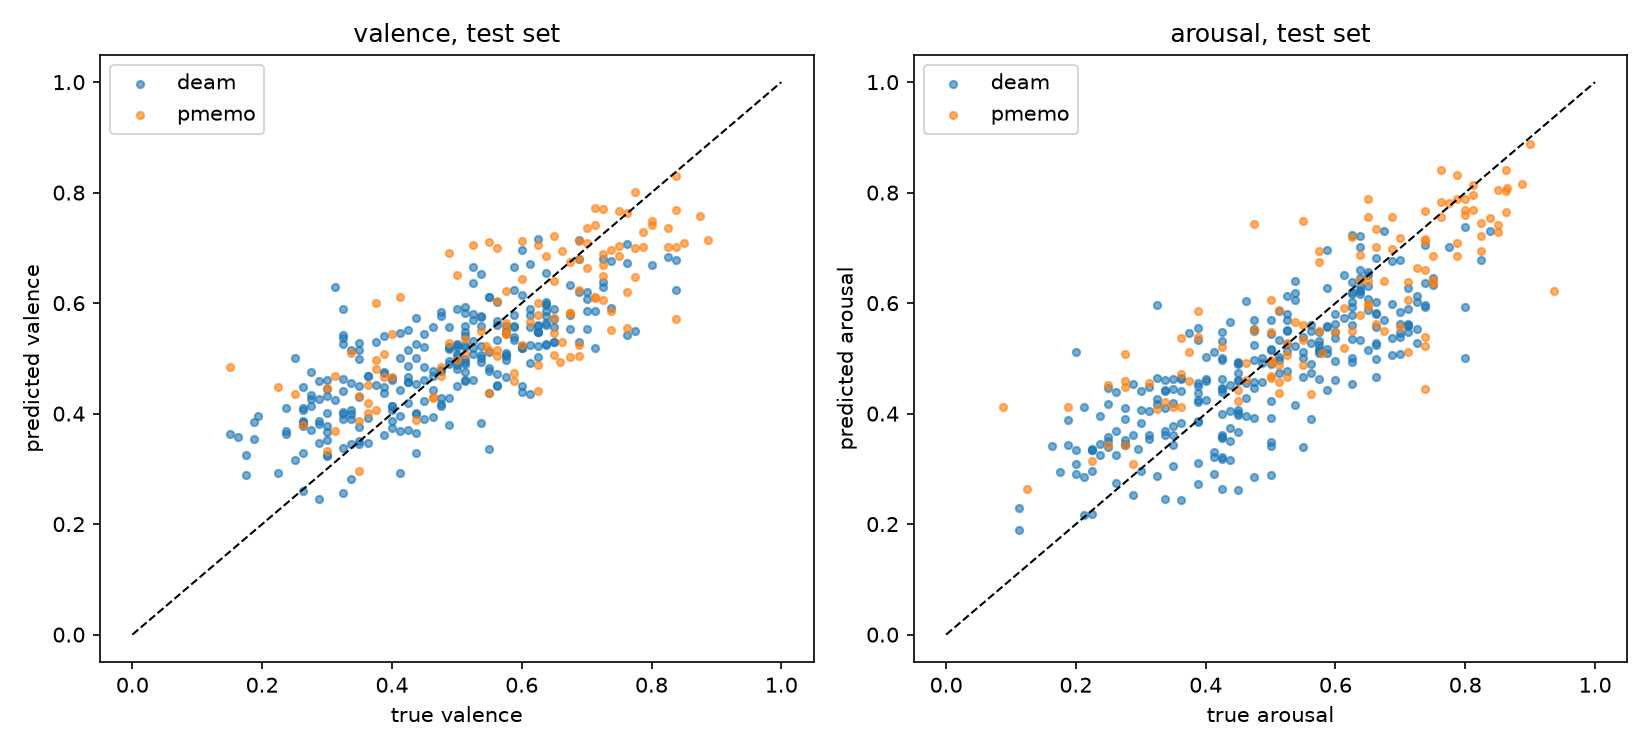 valence, test set
deam
pmemo
1.0
0.8
0.6
0.4
0.2
0.0
predicted valence
0.0 0.2 0.4 0.6 0.8 1.0
true valence
arousal, test set
deam
pmemo
1.0
0.8
0.6
0.4
0.2
0.0
predicted arousal
0.0 0.2 0.4 0.6 0.8 1.0
true arousal